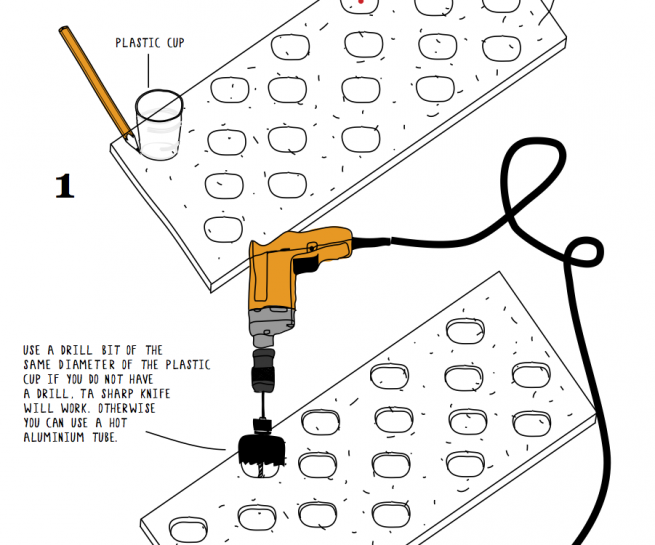 PLASTIC CUP
1
USE A DRILL BIT OF THE
SAME DIAMETER OF THE PLASTIC
CUP IF YOU DO NOT HAVE
A DRILL, TA SHARP KNIFE
WILL WORK. OTHERWISE
YOU CAN USE A HOT
ALUMINIUM TUBE.